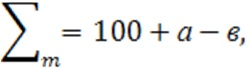 ∑m = 100 + а − в,